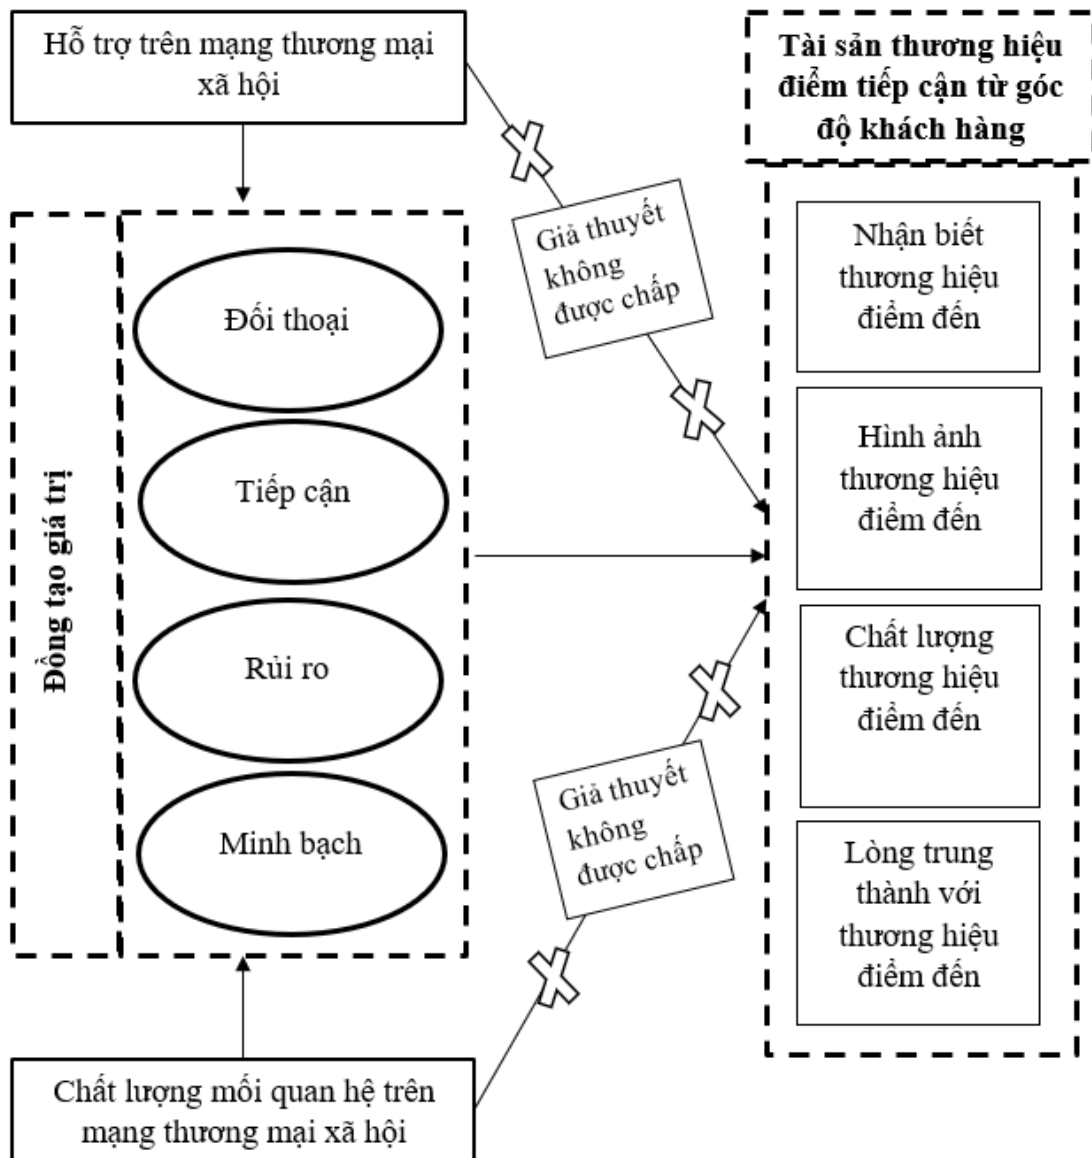 Hỗ trợ trên mạng thương mại
xã hội
Tài sản thương hiệu
điểm tiếp cận từ góc
độ khách hàng
Giả thuyết
không
được chấp
Đồng tạo giá trị
Đối thoại
Tiếp cận
Rủi ro
Minh bạch
Nhận biết
thương hiệu
điểm đến
Hình ảnh
thương hiệu
điểm đến
Chất lượng
thương hiệu
điểm đến
Lòng trung
thành với
thương hiệu
điểm đến
Giả thuyết
không
được chấp
Chất lượng mối quan hệ trên
mạng thương mại xã hội